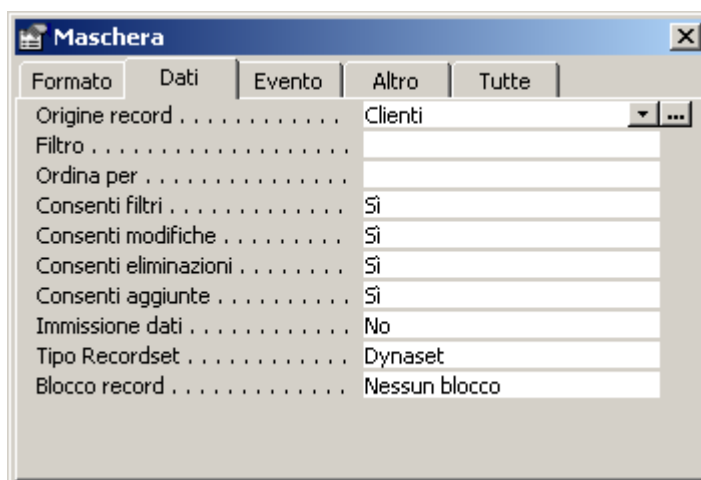 Maschera
Formato Dati Evento Altro Tutte
Origine record . . . . . . . . . . . . Clienti
Filtro . . . . . . . . . . . . . . . . . . . .
Ordina per . . . . . . . . . . . . . . .
Consenti filtri . . . . . . . . . . . . . Sì
Consenti modifiche . . . . . . . . . Sì
Consenti eliminazioni . . . . . . . . Sì
Consenti aggiunte . . . . . . . . . . Sì
Immissione dati . . . . . . . . . . . . No
Tipo Recordset . . . . . . . . . . . . Dynaset
Blocco record . . . . . . . . . . . . . Nessun blocco